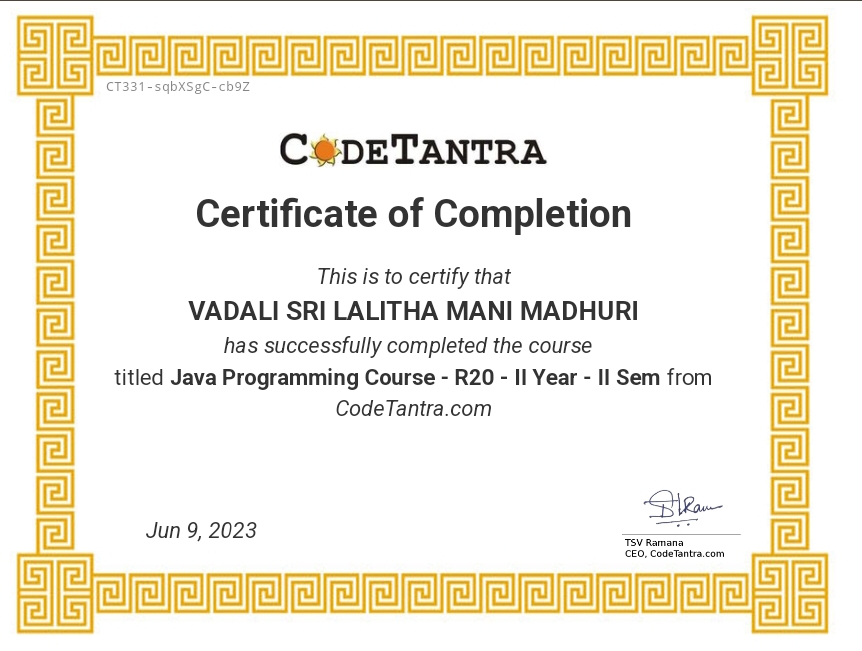 CT331-sqbXSgC-cb9Z
CODETANTRA
Certificate of Completion
This is to certify that
VADALI SRI LALITHA MANI MADHURI
has successfully completed the course
titled Java Programming Course - R20 - II Year - II Sem from
CodeTantra.com
Jun 9, 2023
TSV Ramana
CEO, CodeTantra.com